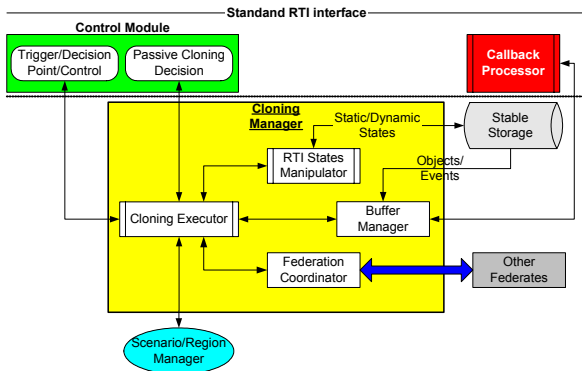 Standard RTI interface
Control Module
Trigger/Decision
Point/Control
Passive Cloning
Decision
Callback
Processor
Cloning
Manager
Static/Dynamic
States
Stable
Storage
RTI States
Manipulator
Objects/
Events
Cloning Executor
Buffer
Manager
Federation
Coordinator
Other
Federates
Scenario/Region
Manager